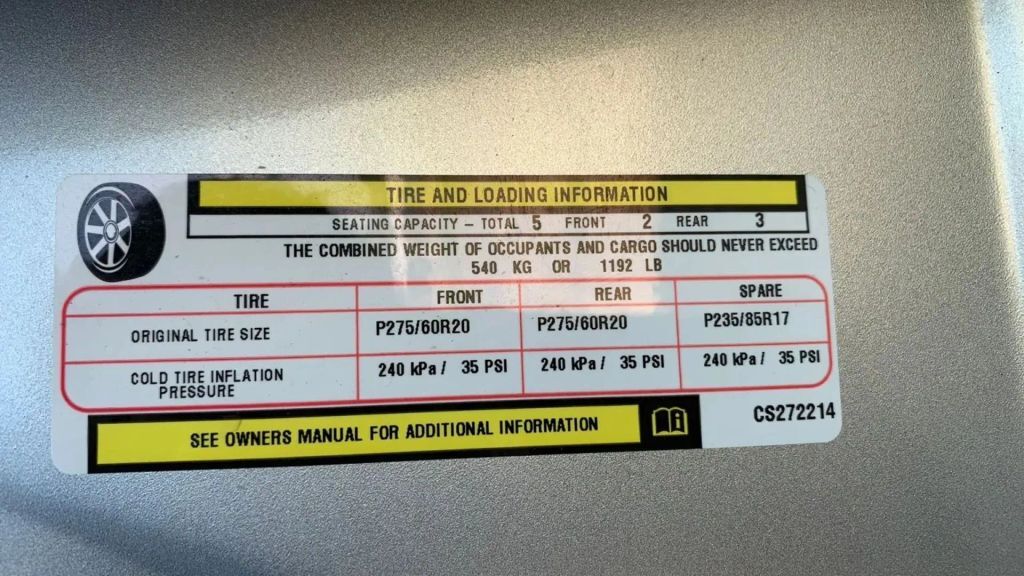 TIRE AND LOADING INFORMATION
SEATING CAPACITY – TOTAL 5 FRONT 2 REAR 3
THE COMBINED WEIGHT OF OCCUPANTS AND CARGO SHOULD NEVER EXCEED
540 KG OR 1192 LB
TIRE FRONT REAR SPARE
ORIGINAL TIRE SIZE P275/60R20 P275/60R20 P235/85R17
COLD TIRE INFLATION PRESSURE 240 kPa / 35 PSI 240 kPa / 35 PSI 240 kPa / 35 PSI
SEE OWNERS MANUAL FOR ADDITIONAL INFORMATION
CS272214